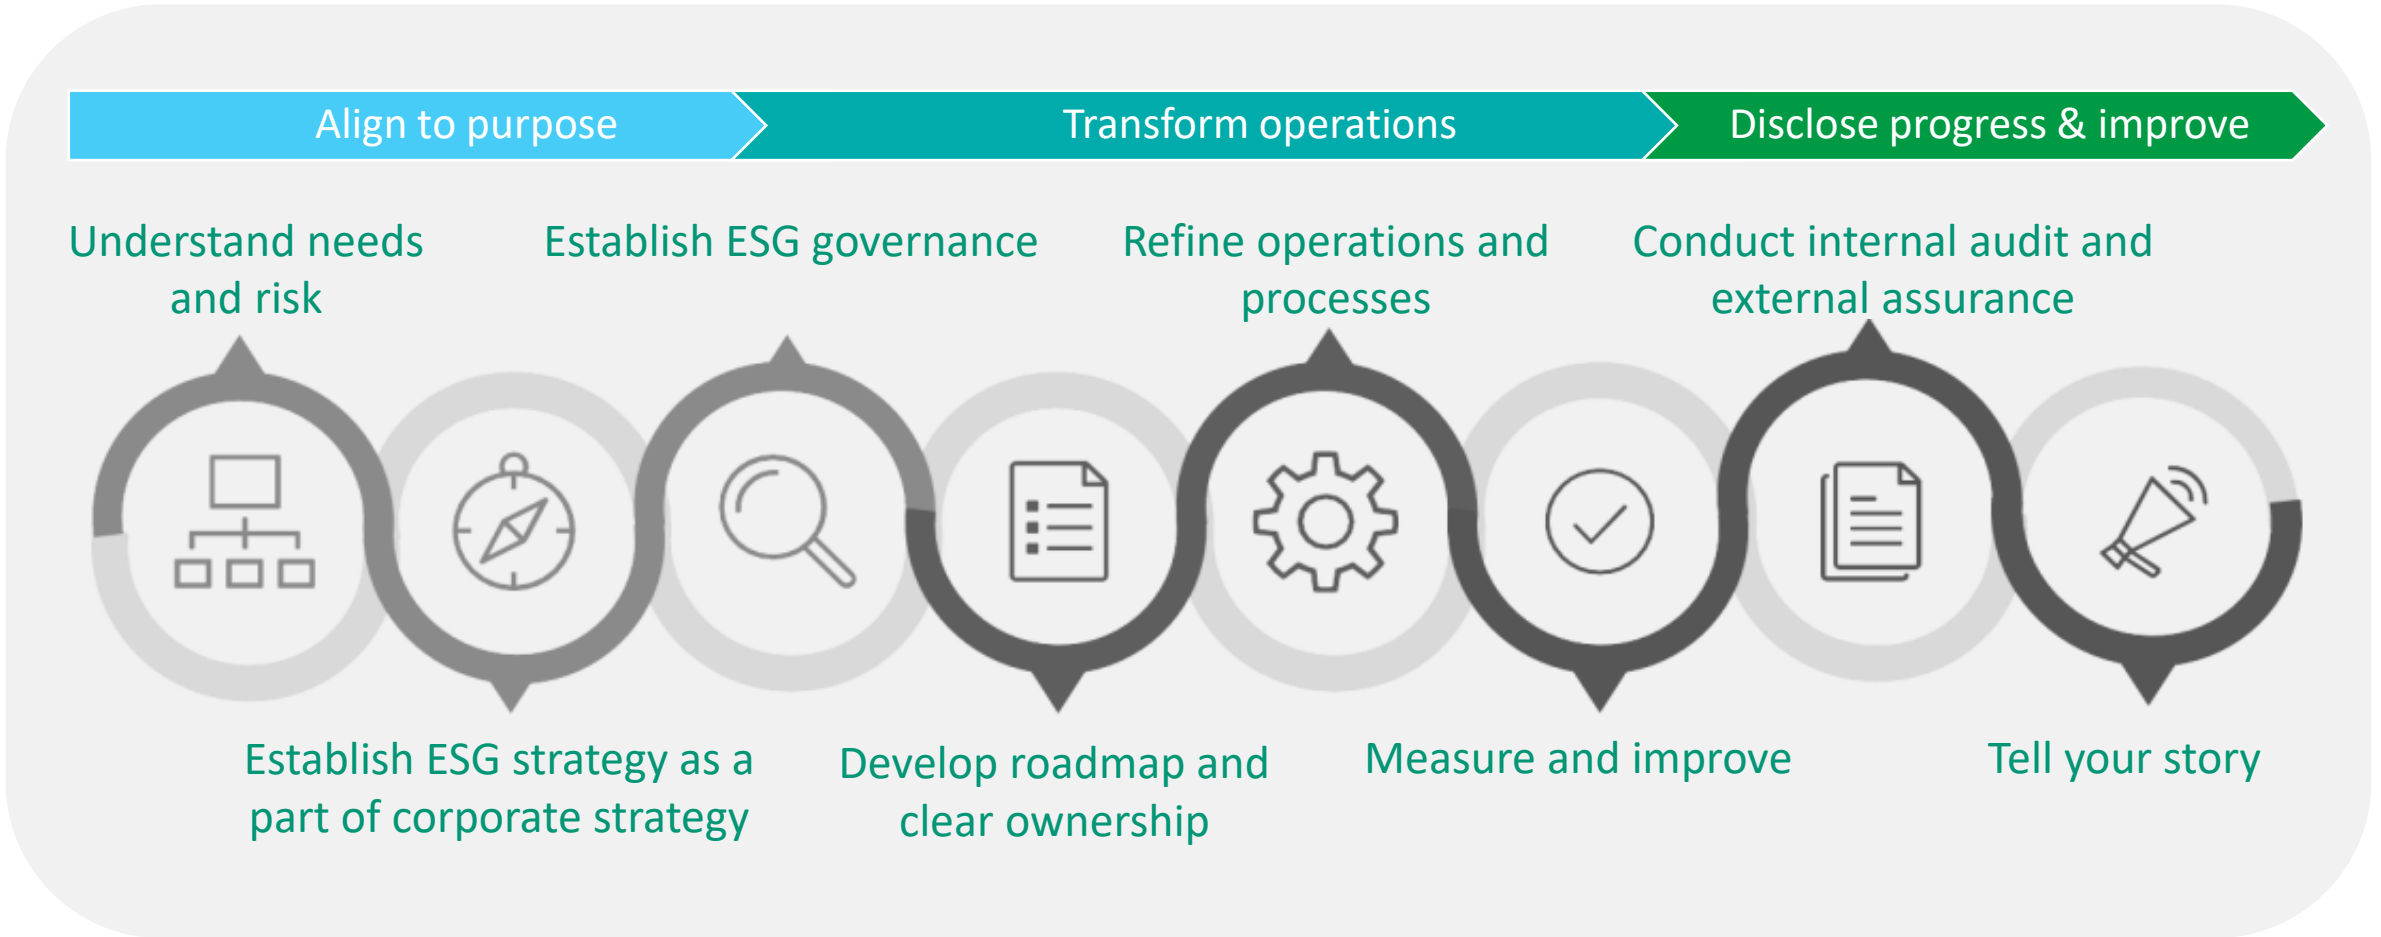 Align to purpose
Transform operations
Disclose progress & improve
Understand needs
and risk
Establish ESG governance
Refine operations and
processes
Conduct internal audit and
external assurance
Establish ESG strategy as a
part of corporate strategy
Develop roadmap and
clear ownership
Measure and improve
Tell your story